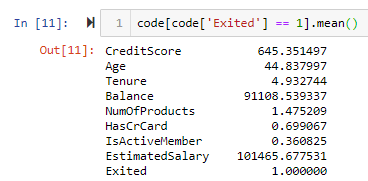 In [11]: 1 code[code['Exited'] == 1].mean()
Out[11]: CreditScore 645.351497
Age 44.837997
Tenure 4.932744
Balance 91108.539337
NumOfProducts 1.475209
HasCrCard 0.699067
IsActiveMember 0.360825
EstimatedSalary 101465.677531
Exited 1.000000